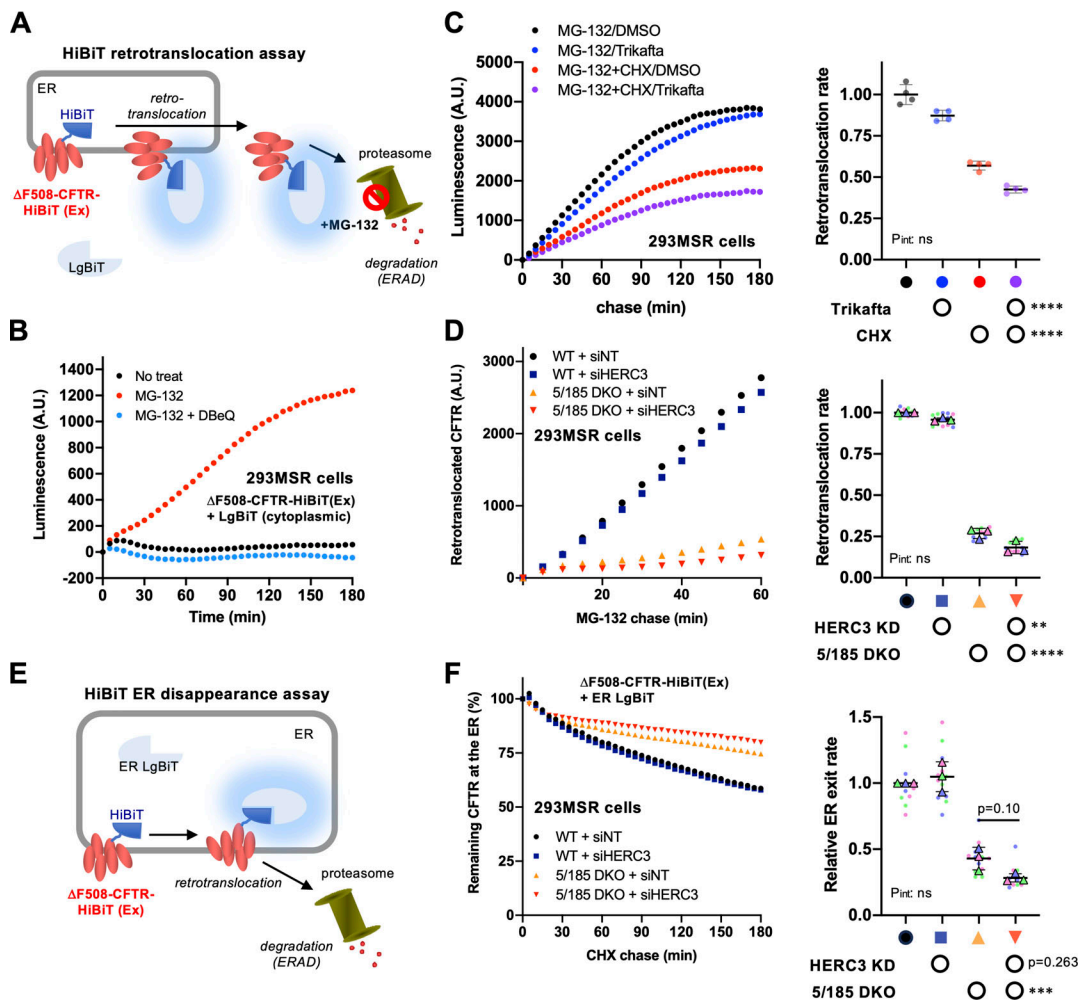 A
HiBiT retrotranslocation assay
ER
HiBiT
retro-
translocation
proteasome
+MG-132
ΔF508-CFTR-
HiBiT (Ex)
LgBiT
degradation
(ERAD)
B
Luminescence (A.U.)
1400
1200
1000
800
600
400
200
0
-200
No treat
MG-132
MG-132 + DBeQ
293MSR cells
ΔF508-CFTR-HiBiT(Ex)
+ LgBiT (cytoplasmic)
0 30 60 90 120 150 180
Time (min)
C
MG-132/DMSO
MG-132/Trikafta
MG-132+CHX/DMSO
MG-132+CHX/Trikafta
Luminescence (A.U.)
5000
4000
3000
2000
1000
0
293MSR cells
0 30 60 90 120 150 180
chase (min)
Retrotranslocation rate
1.00
0.75
0.50
0.25
0.00
Pint: ns
Trikafta ****
CHX ****
D
WT + siNT
WT + siHERC3
5/185 DKO + siNT
5/185 DKO + siHERC3
293MSR cells
Retrotranslocated CFTR (A.U.)
3000
2000
1000
0
0 20 40 60
MG-132 chase (min)
Retrotranslocation rate
1.00
0.75
0.50
0.25
0.00
Pint: ns
HERC3 KD **
5/185 DKO ****
E
HiBiT ER disappearance assay
ER
ER LgBiT
HiBiT
retrotranslocation
proteasome
ΔF508-CFTR-
HiBiT (Ex)
degradation
(ERAD)
F
ΔF508-CFTR-HiBiT(Ex)
+ ER LgBiT
Remaining CFTR at the ER (%)
100
75
50
25
0
293MSR cells
WT + siNT
WT + siHERC3
5/185 DKO + siNT
5/185 DKO + siHERC3
0 30 60 90 120 150 180
CHX chase (min)
Relative ER exit rate
1.5
1.0
0.5
0.0
p=0.10
Pint: ns
HERC3 KD p=0.263
5/185 DKO ***